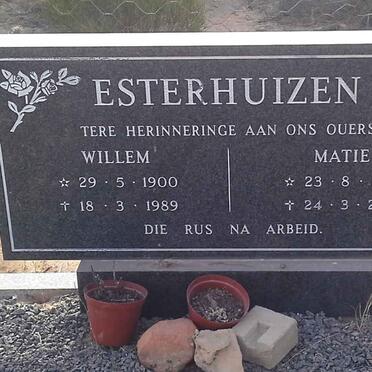 ESTERHUIZEN
TERE HERINNERINGE AAN ONS OUERS
WILLEM MATIE
☆ 29 · 5 · 1900 ☆ 23 · 8 ·
† 18 · 3 · 1989 † 24 · 3 ·
DIE RUS NA ARBEID.